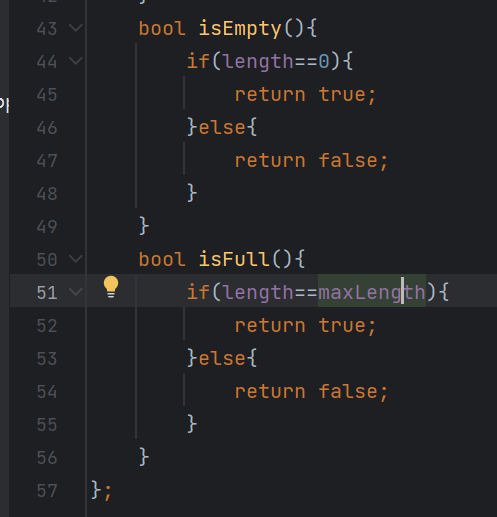 43 bool isEmpty(){
44 if(length==0){
45 return true;
46 }else{
47 return false;
48 }
49 }
50 bool isFull(){
51 if(length==maxLength){
52 return true;
53 }else{
54 return false;
55 }
56 }
57 };